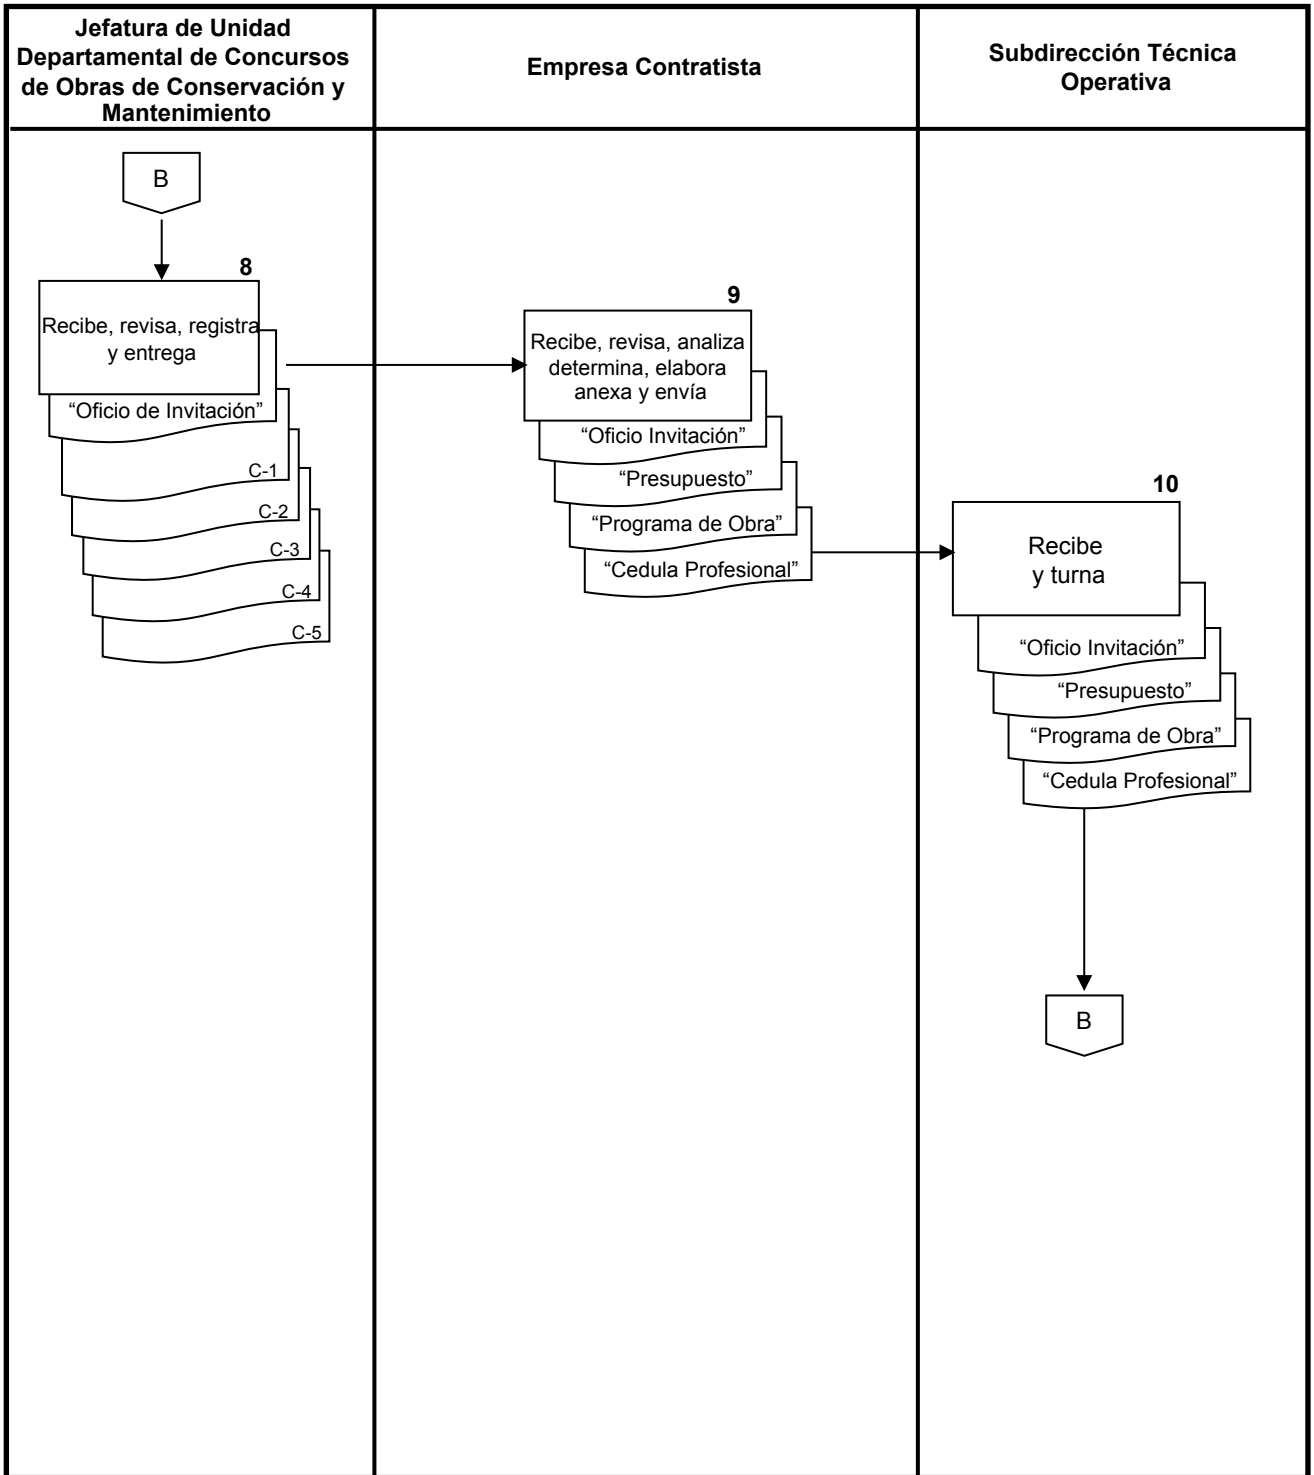 Jefatura de Unidad
Departamental de Concursos
de Obras de Conservación y
Mantenimiento
Empresa Contratista
Subdirección Técnica
Operativa
B
8
Recibe, revisa, registra
y entrega
“Oficio de Invitación”
C-1
C-2
C-3
C-4
C-5
9
Recibe, revisa, analiza
determina, elabora
anexa y envía
“Oficio Invitación”
“Presupuesto”
“Programa de Obra”
“Cedula Profesional”
10
Recibe
y turna
“Oficio Invitación”
“Presupuesto”
“Programa de Obra”
“Cedula Profesional”
B